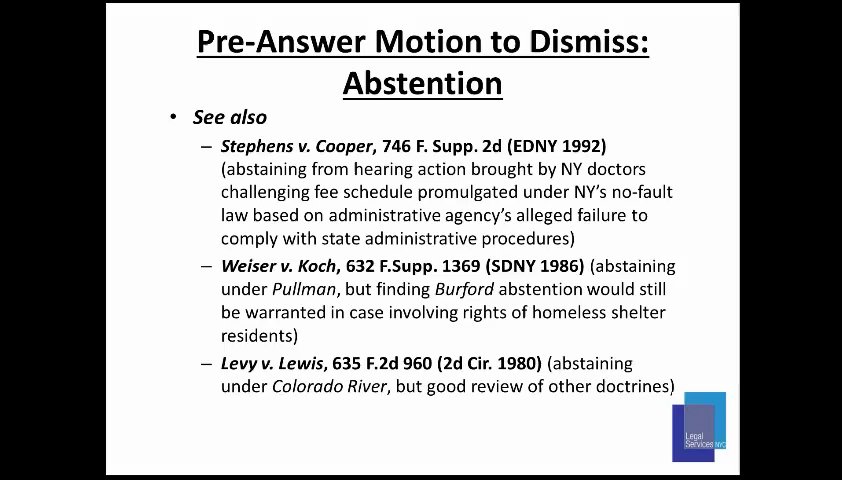 Pre-Answer Motion to Dismiss:
Abstention
• See also
– Stephens v. Cooper, 746 F. Supp. 2d (EDNY 1992)
(abstaining from hearing action brought by NY doctors
challenging fee schedule promulgated under NY's no-fault
law based on administrative agency's alleged failure to
comply with state administrative procedures)
– Weiser v. Koch, 632 F.Supp. 1369 (SDNY 1986) (abstaining
under Pullman, but finding Burford abstention would still
be warranted in case involving rights of homeless shelter
residents)
– Levy v. Lewis, 635 F.2d 960 (2d Cir. 1980) (abstaining
under Colorado River, but good review of other doctrines)
Legal
Services NYC